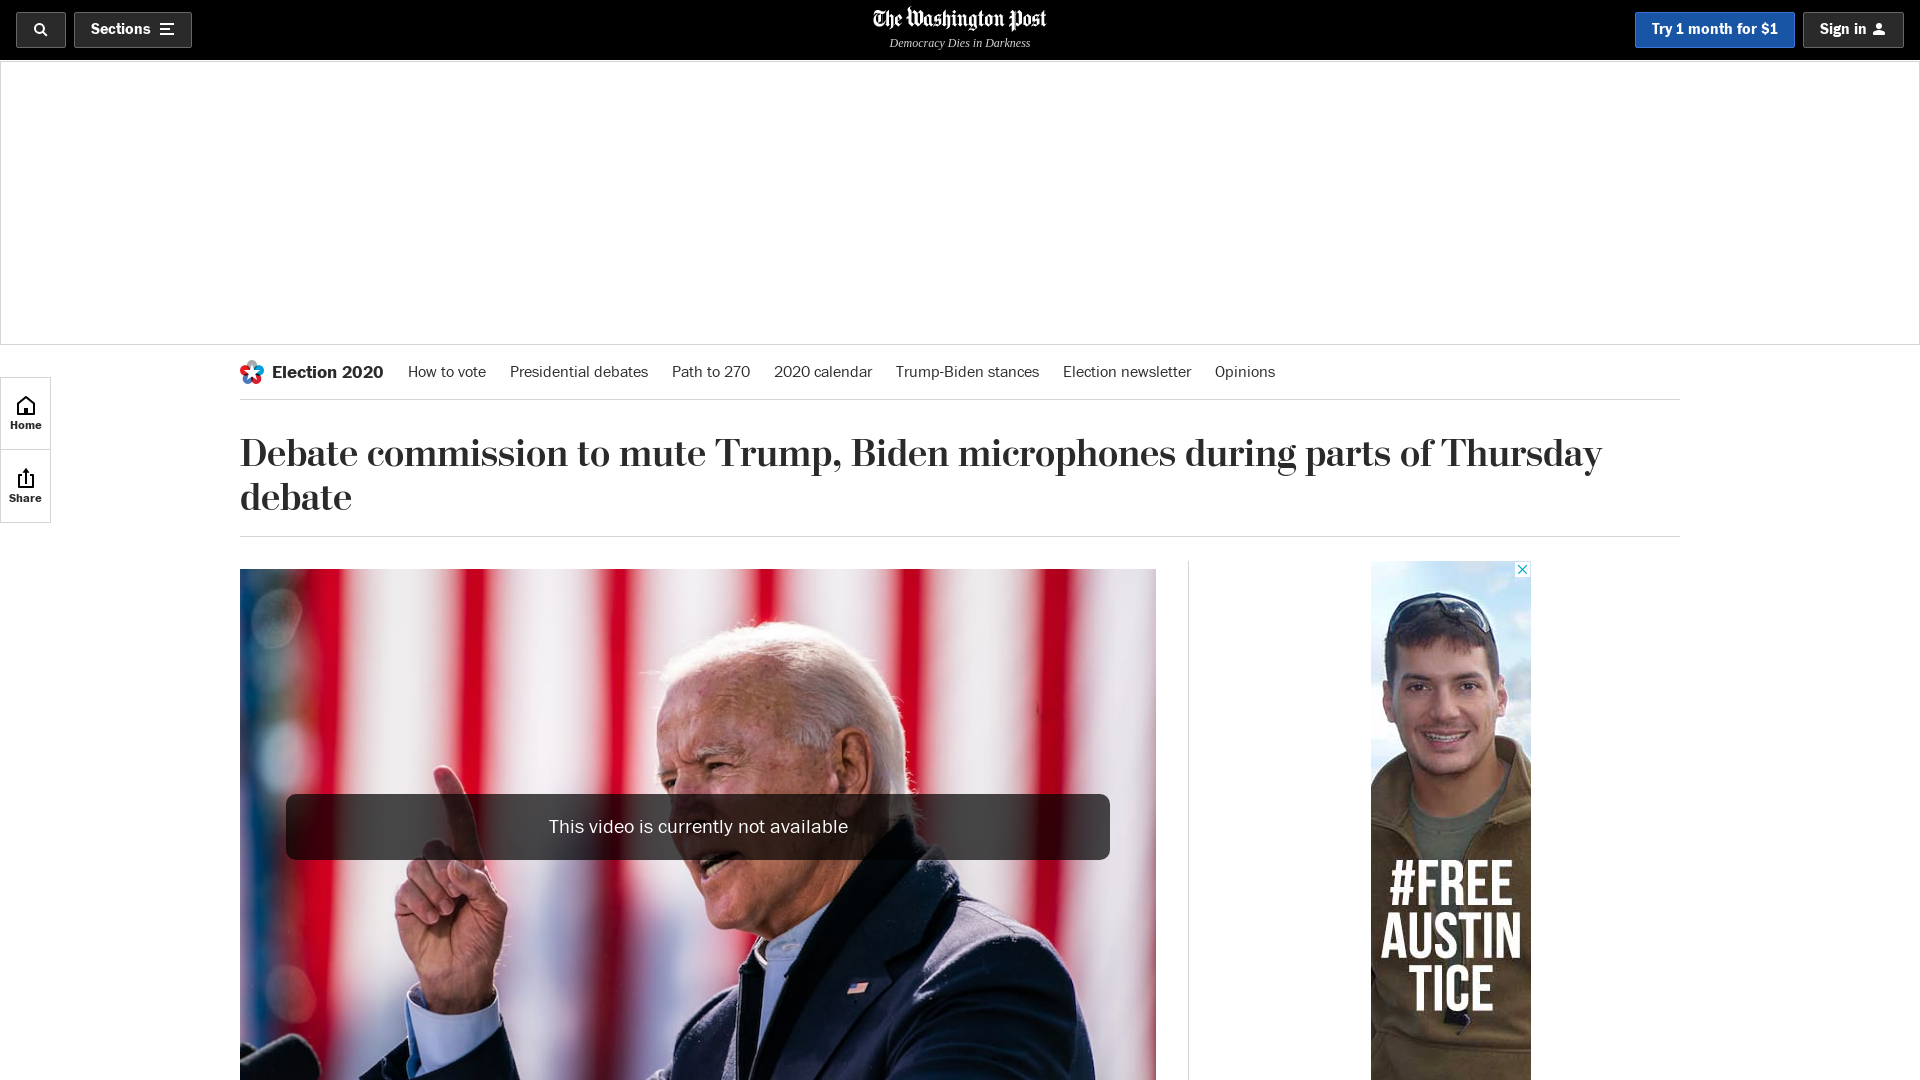 Sections
The Washington Post
Democracy Dies in Darkness
Try 1 month for $1
Sign in
Election 2020
How to vote
Presidential debates
Path to 270
2020 calendar
Trump-Biden stances
Election newsletter
Opinions
Home
Share
Debate commission to mute Trump, Biden microphones during parts of Thursday
debate
This video is currently not available
#FREE
AUSTIN
TICE